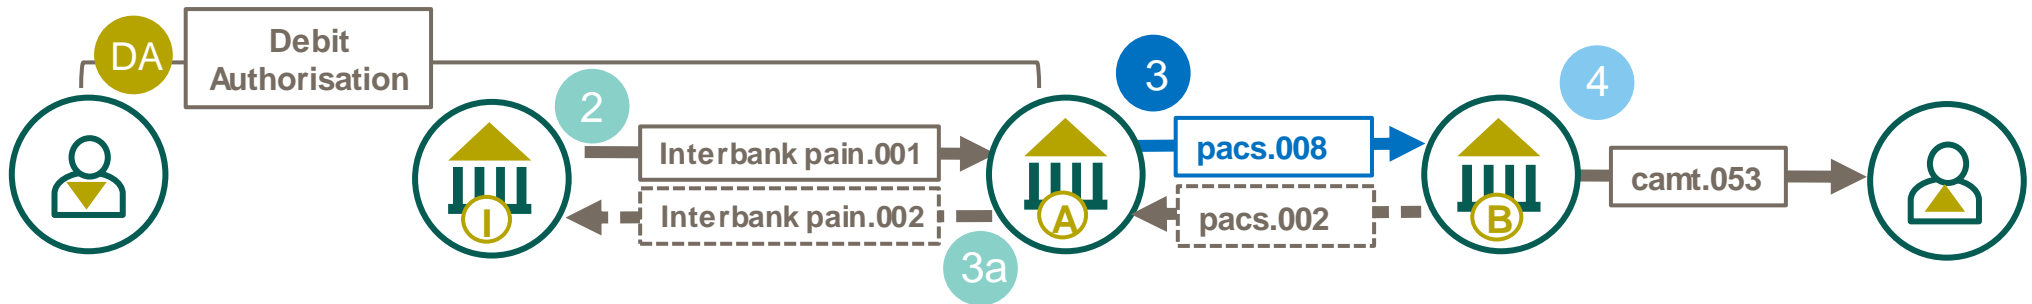 DA
Debit
Authorisation
2
Interbank pain.001
Interbank pain.002
I
3a
3
A
pacs.008
pacs.002
4
B
camt.053